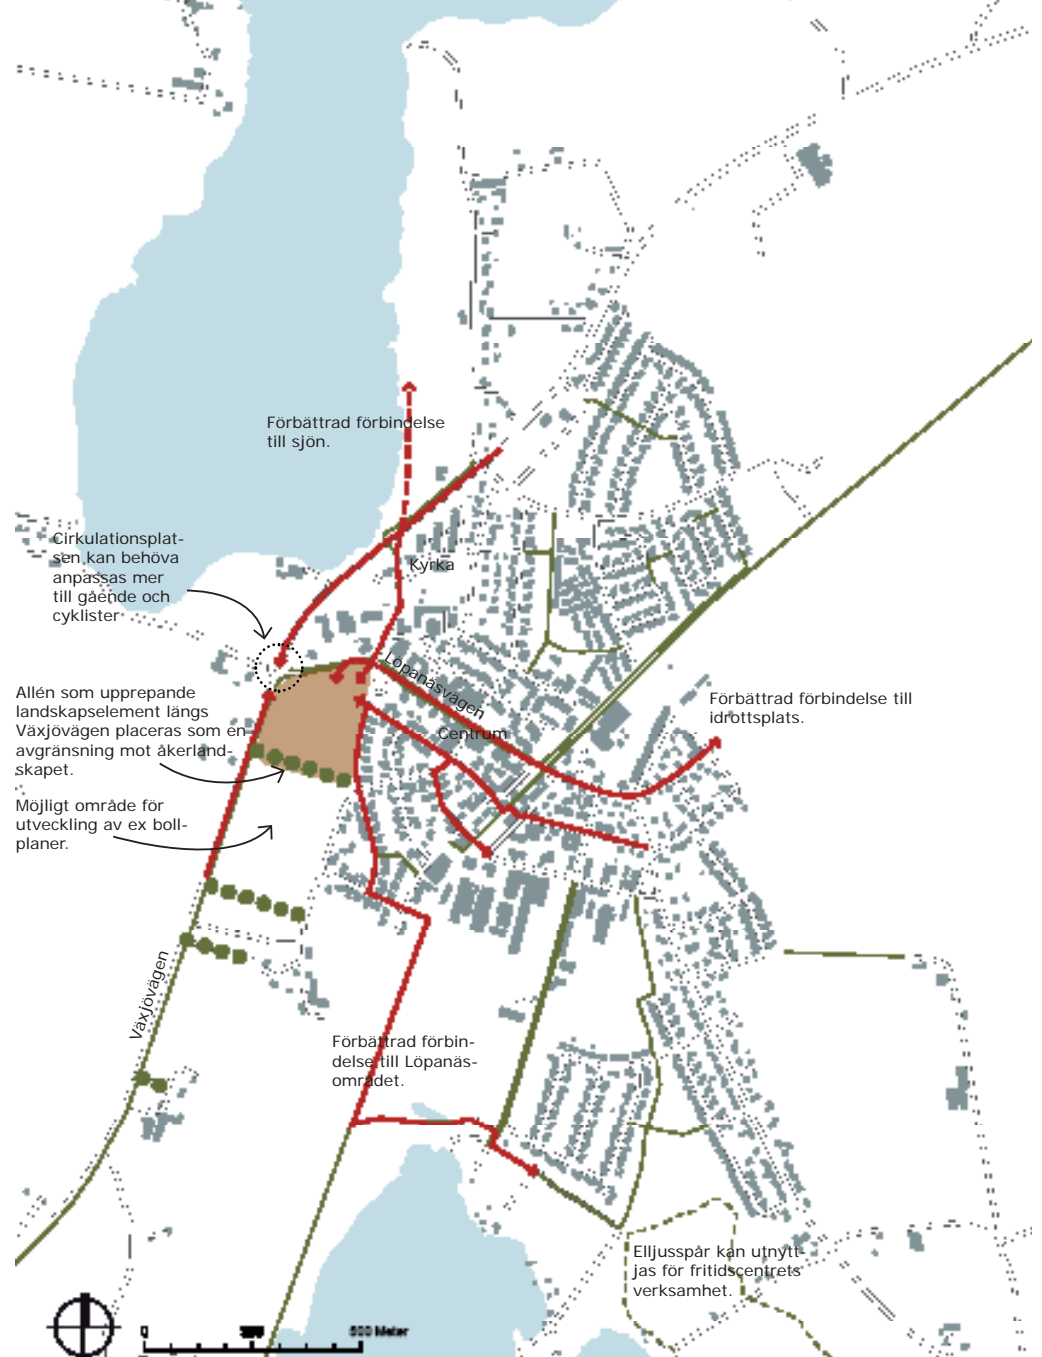 Förbättrad förbindelse
till sjön.
Cirkulationsplat-
sen kan behöva
anpassas mer
till gående och
cyklister
Kyrka
Löpanäsvägen
Centrum
Allén som upprepande
landskapselement längs
Växjövägen placeras som en
avgränsning mot åkerland-
skapet.
Förbättrad förbindelse till
idrottsplats.
Möjligt område för
utveckling av ex boll-
planer.
Växjövägen
Förbättrad förbin-
delse till Löpanäs-
området.
Elljusspår kan utnytt-
jas för fritidscentrets
verksamhet.
0 500 Meter